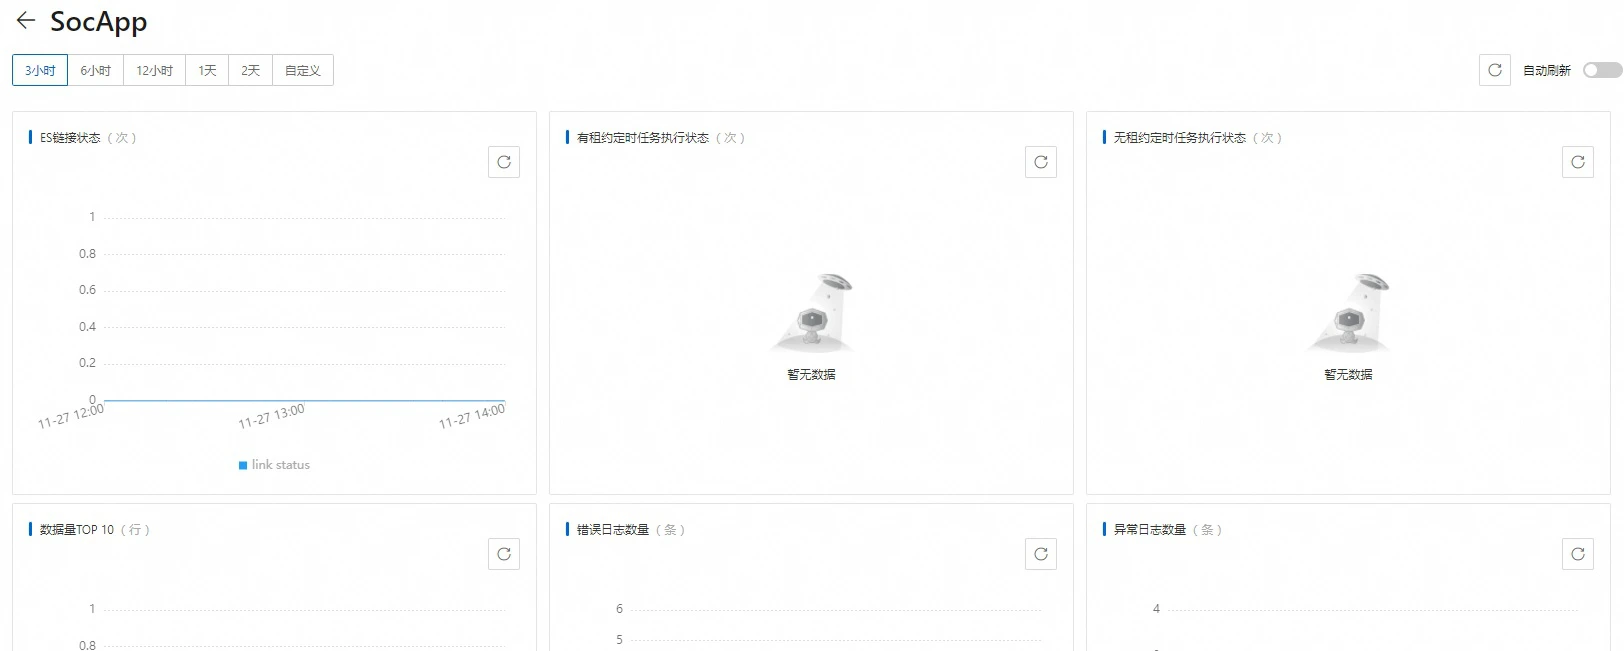 SocApp
3小时 6小时 12小时 1天 2天 自定义 自动刷新
ES链接状态（次） 有租约定时任务执行状态（次） 无租约定时任务执行状态（次）
1
0.8
0.6
0.4
0.2
0
11-27 12:00 11-27 13:00 11-27 14:00
link status
暂无数据 暂无数据
数据量TOP 10（行） 错误日志数量（条） 异常日志数量（条）
1 6 4
0.8 5